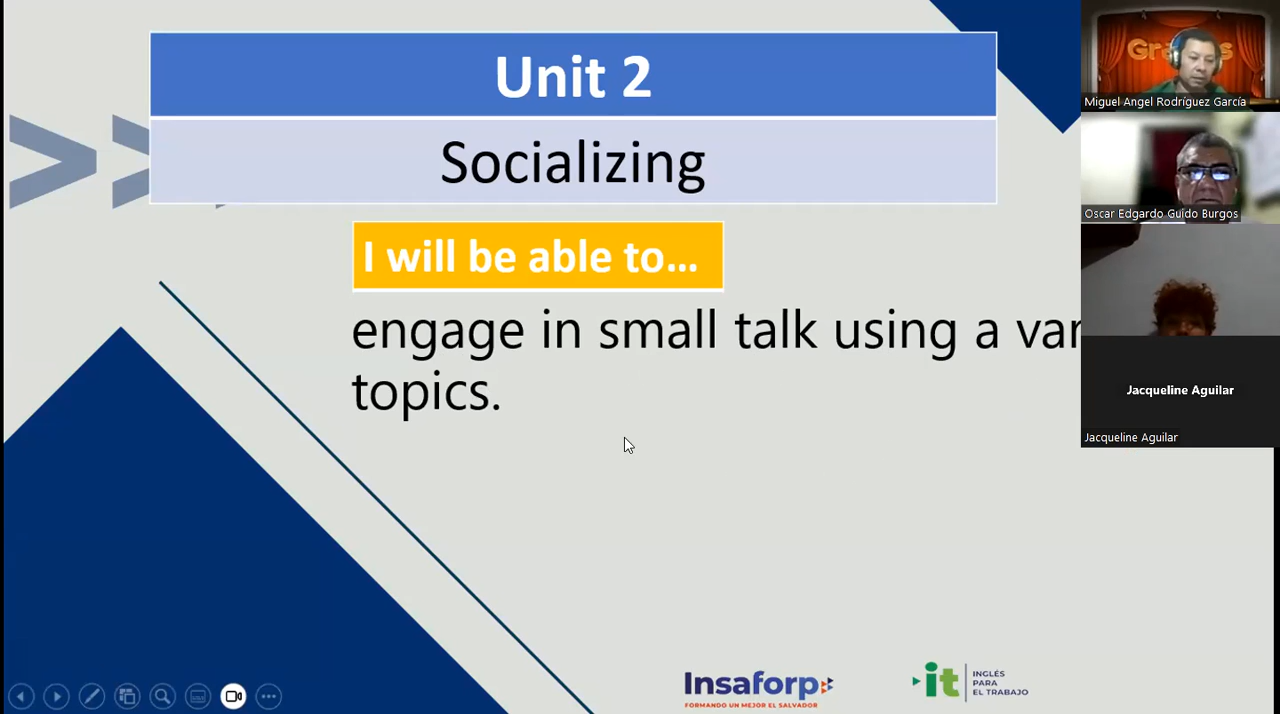 Unit 2
Socializing
I will be able to...
engage in small talk using a var
topics.
Miguel Angel Rodríguez García
Oscar Edgardo Guido Burgos
Jacqueline Aguilar
Jacqueline Aguilar
Insaforp
FORMANDO UN MEJOR EL SALVADOR
it
INGLÉS
PARA
EL TRABAJO